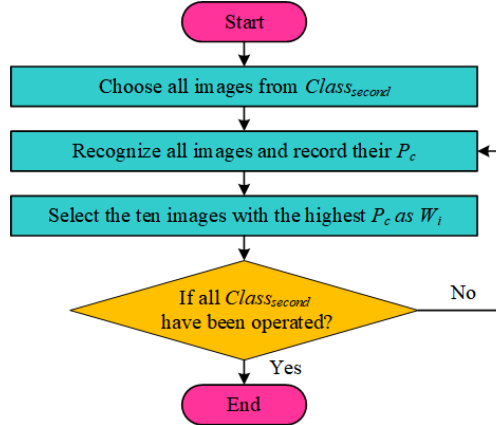 Start
Choose all images from Class_second
Recognize all images and record their P_c
Select the ten images with the highest P_c as W_i
If all Class_second
have been operated?
No
Yes
End